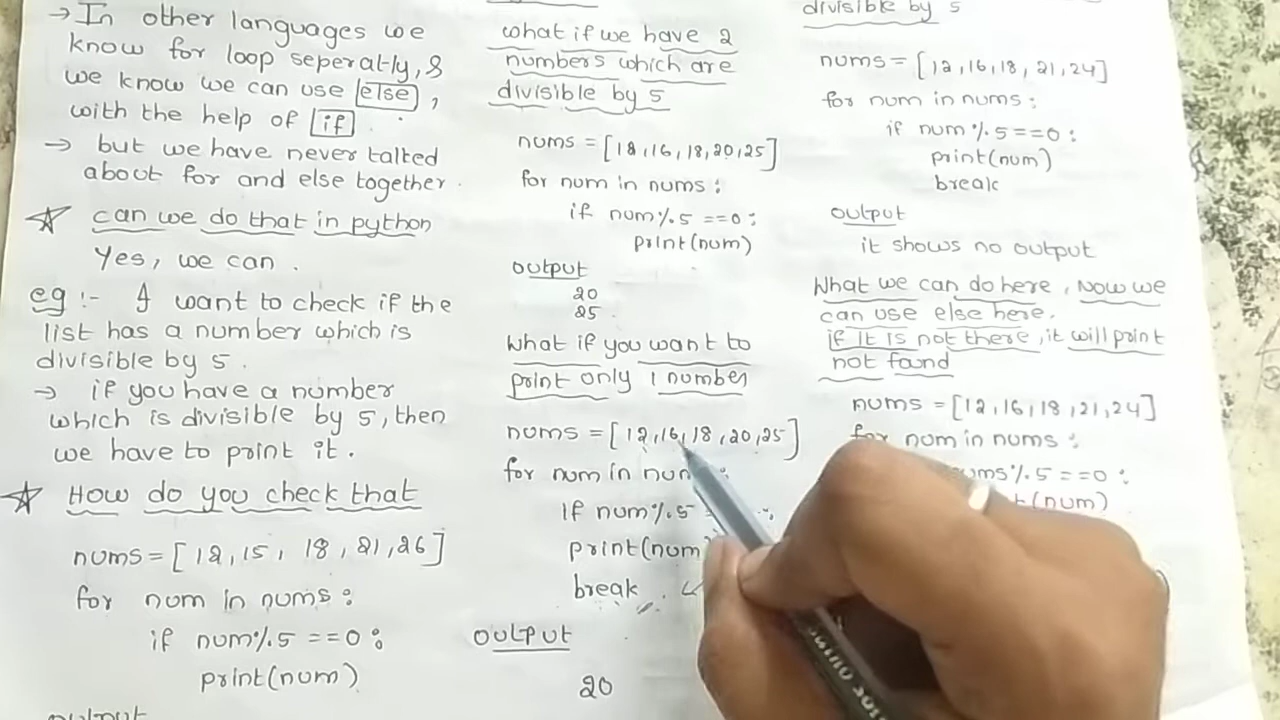 → In other languages we
know for loop seperatly, &
we know we can use else,
with the help of if
→ but we have never talted
about for and else together.
☆ can we do that in python
Yes, we can.
eg :- I want to check if the
list has a number which is
divisible by 5.
→ if you have a number
which is divisible by 5, then
we have to print it.
☆ How do you check that
nums = [12, 15, 18, 21, 26]
for num in nums :
if num % 5 == 0 :
print(num)
output
what if we have 2
numbers which are
divisible by 5
nums = [18, 16, 18, 20, 25]
for num in nums :
if num % 5 == 0 :
print(num)
output
20
25
What if you want to
print only 1 number
nums = [12, 16, 18, 20, 25]
for num in
If num % 5
print(num
break.
output
20
divisible by 5
nums = [12, 16, 18, 21, 24]
for num in nums :
if num % 5 == 0 :
print(num)
break
output
it shows no output
What we can do here, Now we
can use else here.
if It is not there, it will print
not found
nums = [12, 16, 18, 21, 24]
for num in nums :
% 5 == 0 :
(num)